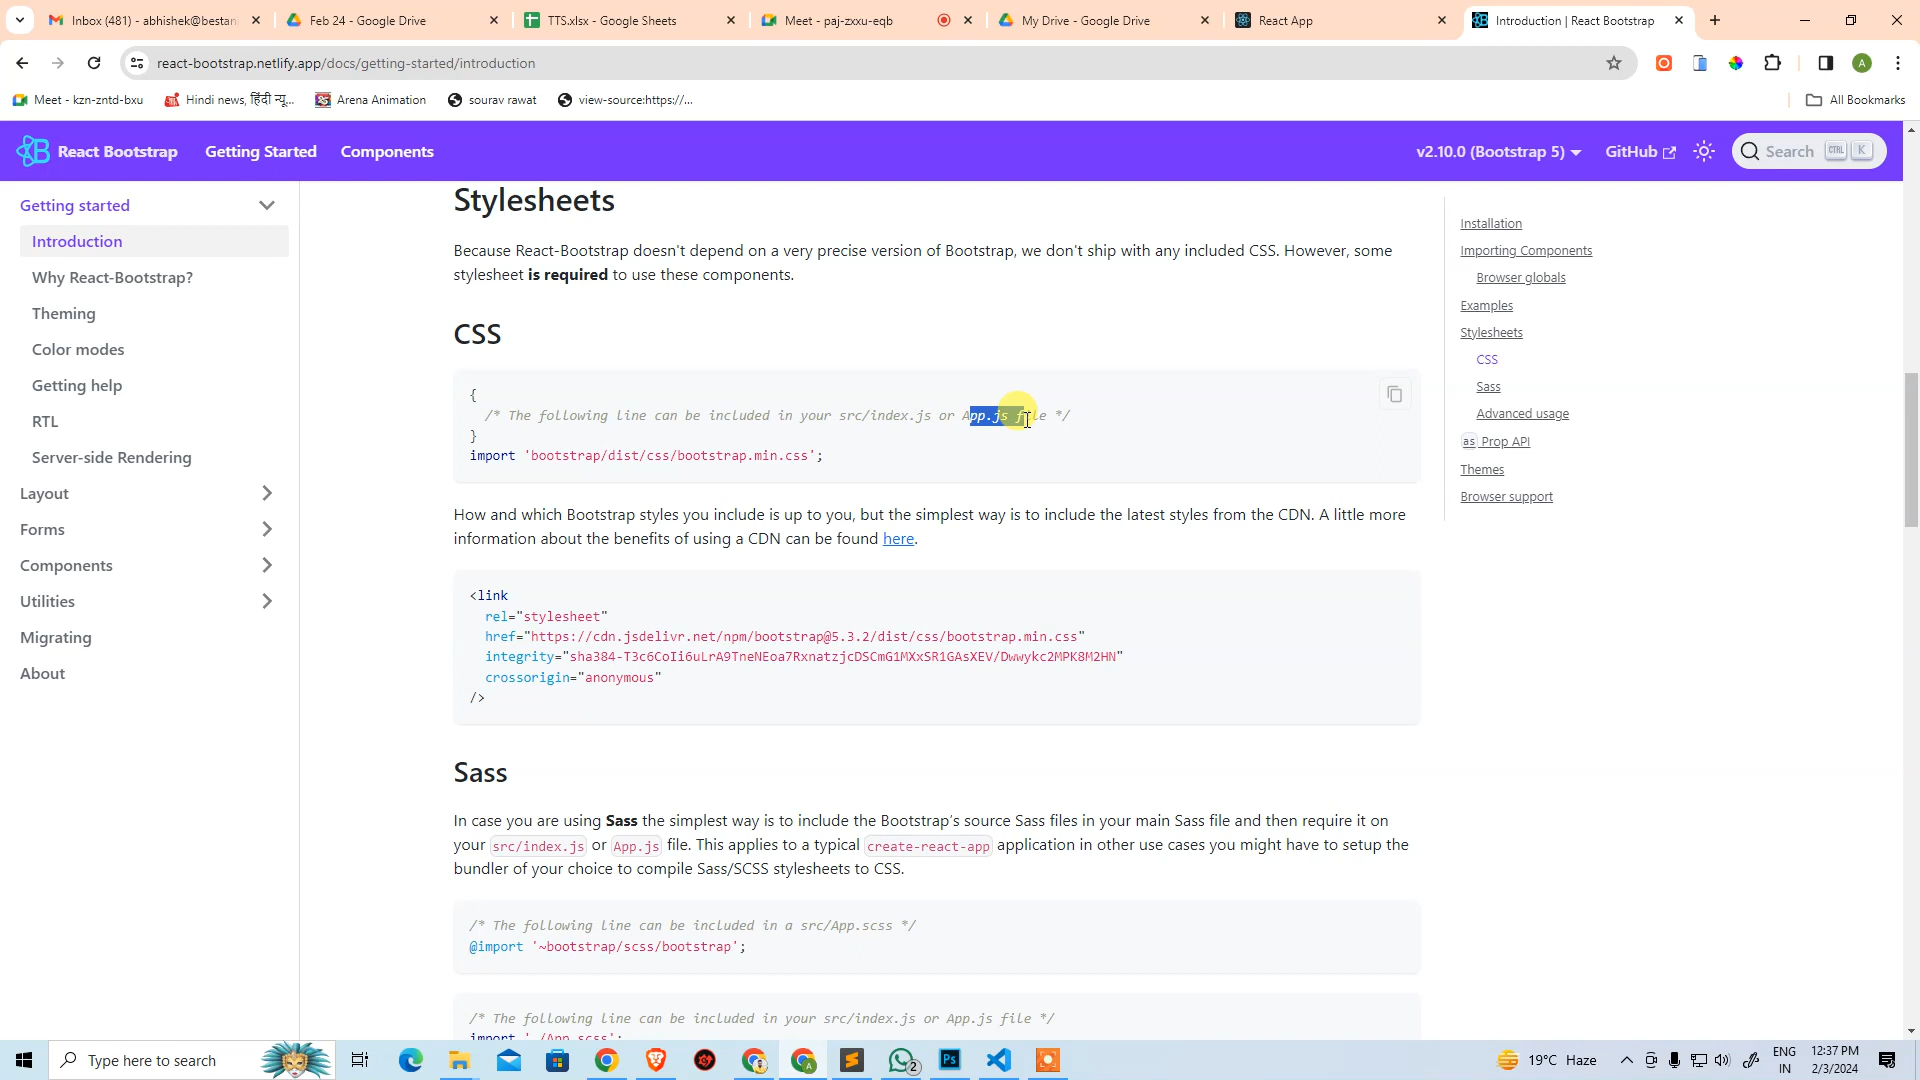 Inbox (481) - abhishek@bestan
Feb 24 - Google Drive
TTS.xlsx - Google Sheets
Meet - paj-zxxu-eqb
My Drive - Google Drive
React App
Introduction | React Bootstrap
react-bootstrap.netlify.app/docs/getting-started/introduction
A
Meet - kzn-zntd-bxu
Hindi news, हिंदी न्यू...
Arena Animation
sourav rawat
view-source:https://...
All Bookmarks
React Bootstrap
Getting Started
Components
v2.10.0 (Bootstrap 5)
GitHub
Search
CTRL
K
Getting started
Introduction
Why React-Bootstrap?
Theming
Color modes
Getting help
RTL
Server-side Rendering
Layout
Forms
Components
Utilities
Migrating
About
Stylesheets
Because React-Bootstrap doesn't depend on a very precise version of Bootstrap, we don't ship with any included CSS. However, some
stylesheet is required to use these components.
CSS
{
/* The following line can be included in your src/index.js or App.js file */
}
import 'bootstrap/dist/css/bootstrap.min.css';
How and which Bootstrap styles you include is up to you, but the simplest way is to include the latest styles from the CDN. A little more
information about the benefits of using a CDN can be found here.
<link
rel="stylesheet"
href="https://cdn.jsdelivr.net/npm/bootstrap@5.3.2/dist/css/bootstrap.min.css"
integrity="sha384-T3c6CoIi6uLrA9TneNEoa7RxnatzjcDSCmG1MXxSR1GAsXEV/Dwwykc2MPK8M2HN"
crossorigin="anonymous"
/>
Sass
In case you are using Sass the simplest way is to include the Bootstrap's source Sass files in your main Sass file and then require it on
your src/index.js or App.js file. This applies to a typical create-react-app application in other use cases you might have to setup the
bundler of your choice to compile Sass/SCSS stylesheets to CSS.
/* The following line can be included in a src/App.scss */
@import '~bootstrap/scss/bootstrap';
/* The following line can be included in your src/index.js or App.js file */
import './App.scss';
Installation
Importing Components
Browser globals
Examples
Stylesheets
CSS
Sass
Advanced usage
as Prop API
Themes
Browser support
Type here to search
2
Ps
19°C Haze
ENG
IN
12:37 PM
2/3/2024